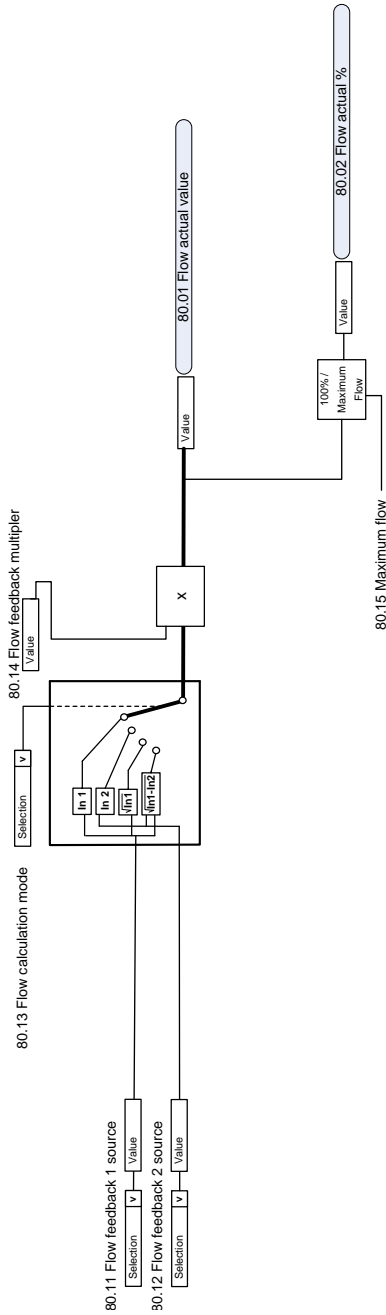 80.11 Flow feedback 1 source
Selection
v
Value
80.12 Flow feedback 2 source
Selection
v
Value
80.13 Flow calculation mode
Selection
v
In 1
In 2
√In1
√In1-In2
80.14 Flow feedback multipler
Value
X
Value
80.01 Flow actual value
80.15 Maximum flow
100% /
Maximum
Flow
Value
80.02 Flow actual %